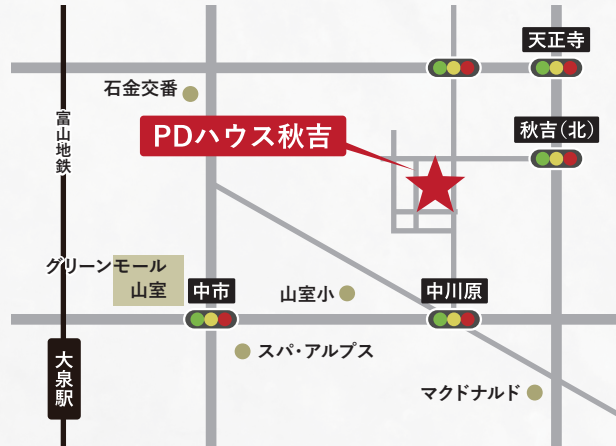 天正寺
石金交番
富山地鉄
PDハウス秋吉
秋吉（北）
グリーンモール
山室
中市
山室小
中川原
スパ・アルプス
大泉駅
マクドナルド